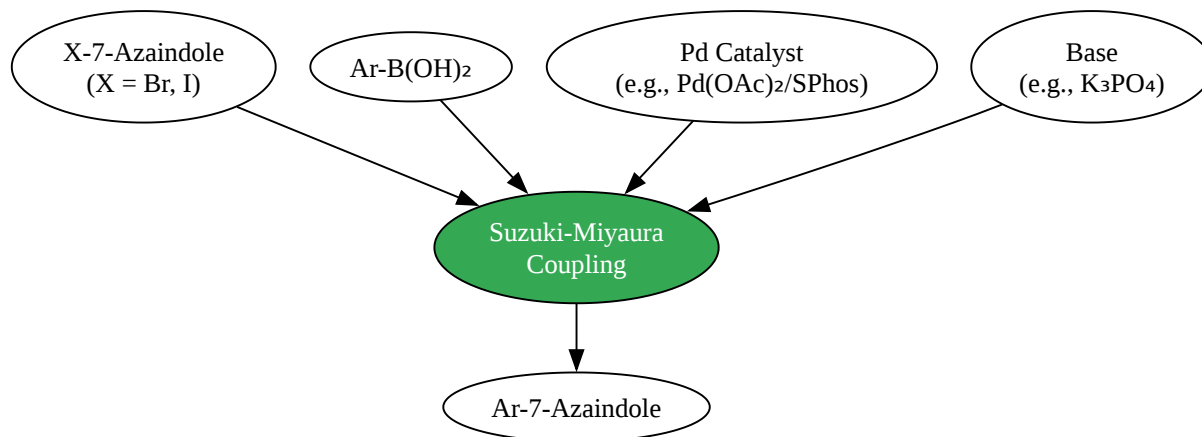 X-7-Azaindole
(X = Br, I)
Ar-B(OH)₂
Pd Catalyst
(e.g., Pd(OAc)₂/SPhos)
Base
(e.g., K₃PO₄)
Suzuki-Miyaura
Coupling
Ar-7-Azaindole